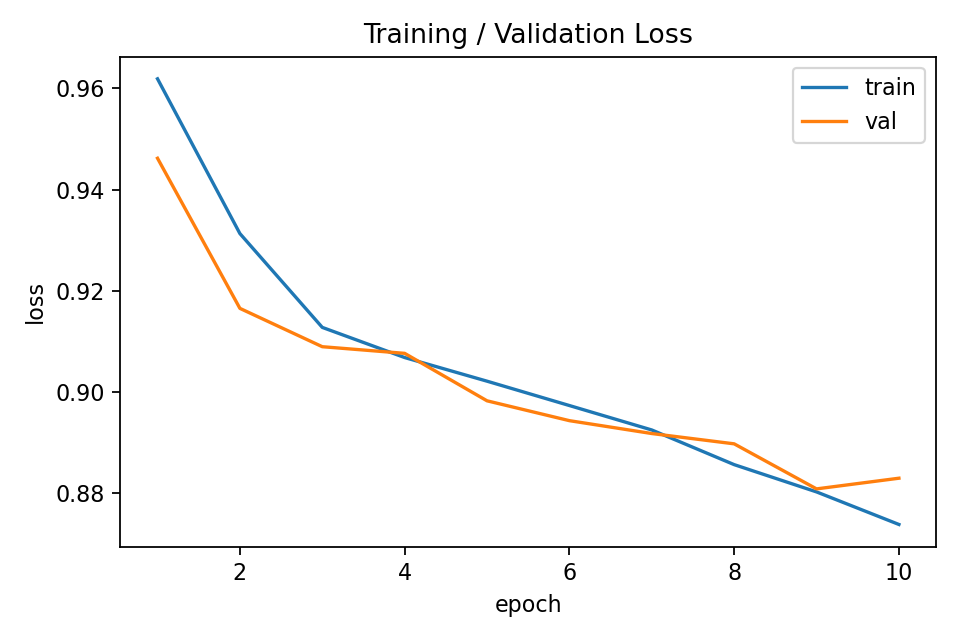 Training / Validation Loss
train
val
0.96
0.94
0.92
0.90
0.88
loss
2 4 6 8 10
epoch